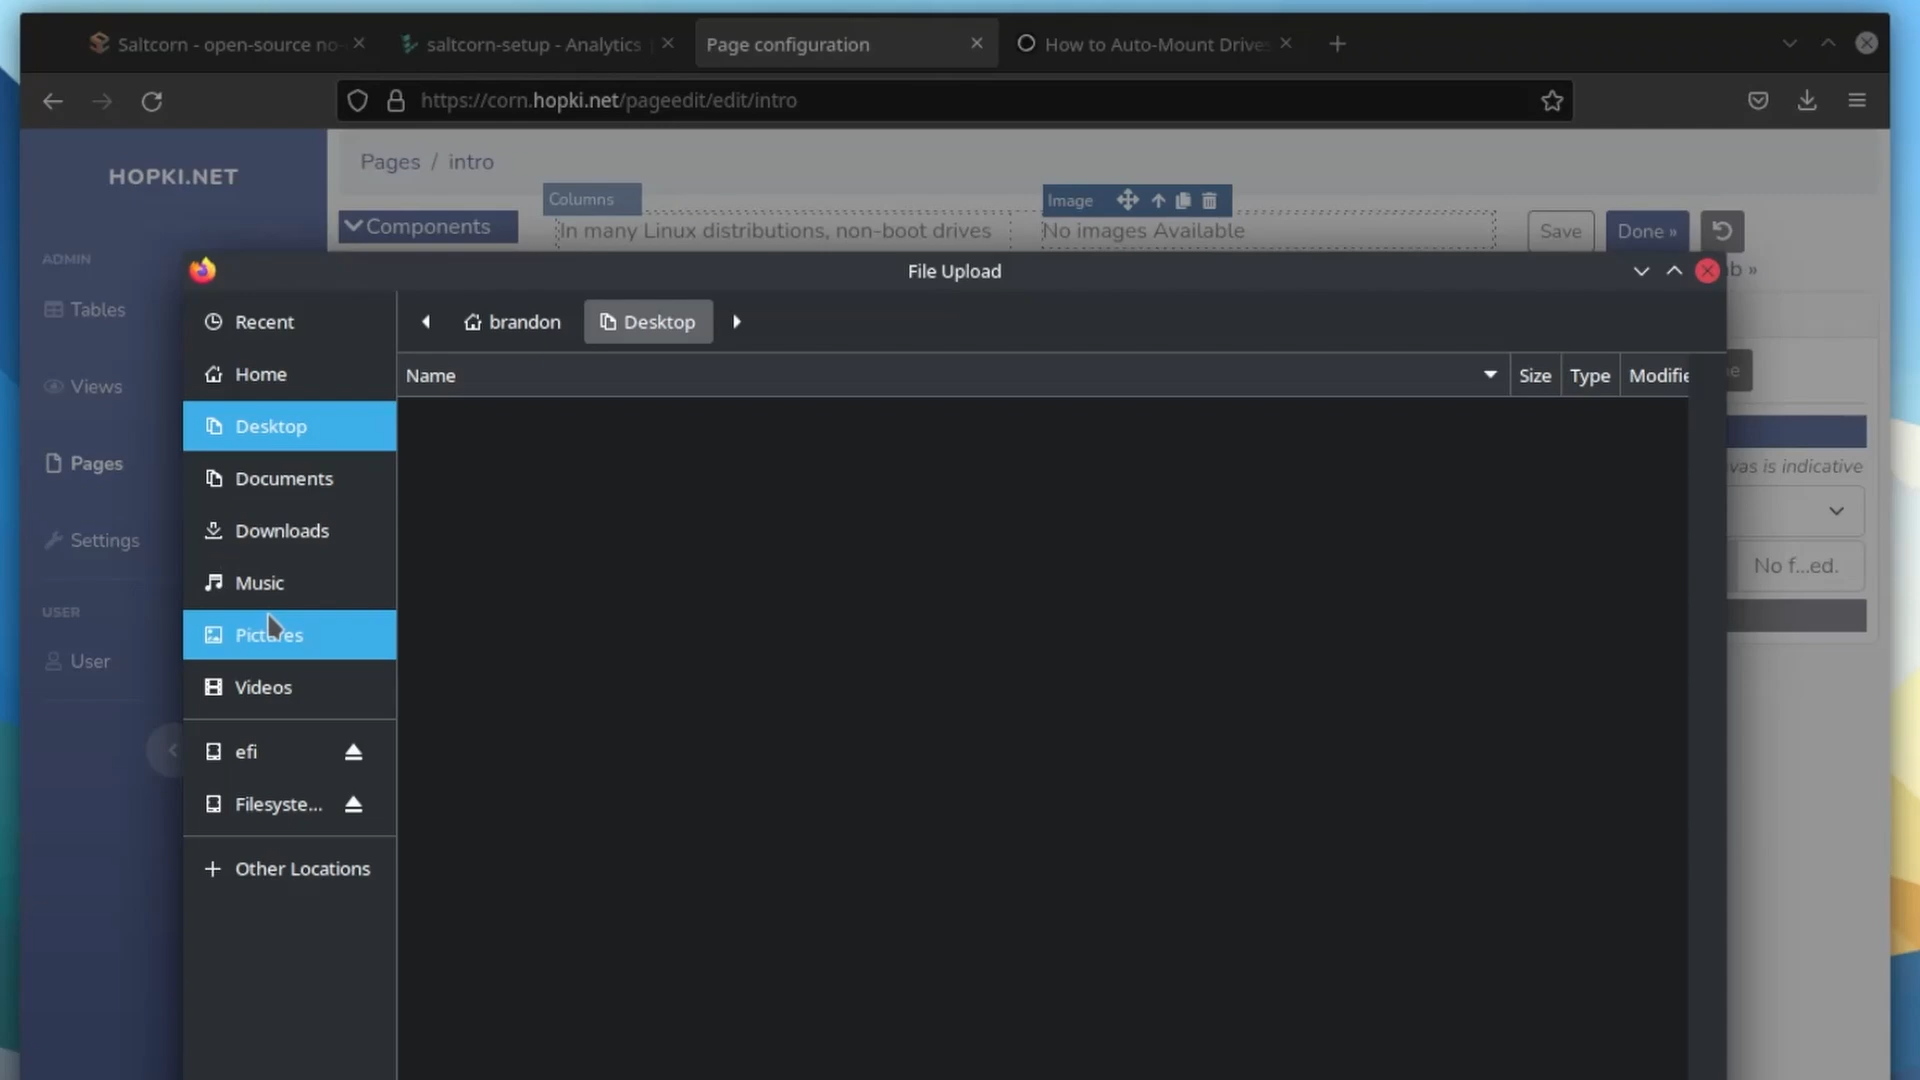 Saltcorn - open-source no-
saltcorn-setup - Analytics
Page configuration
How to Auto-Mount Drive
https://corn.hopki.net/pageedit/edit/intro
HOPKI.NET
Pages / intro
Columns
Image
Components
In many Linux distributions, non-boot drives
No images Available
Save
Done »
ADMIN
Tables
Views
Pages
Settings
USER
User
File Upload
b »
Recent
Home
Desktop
Documents
Downloads
Music
Pictures
Videos
efi
Filesyste...
Other Locations
brandon
Desktop
Name
Size
Type
Modifie
e
vas is indicative
No f...ed.